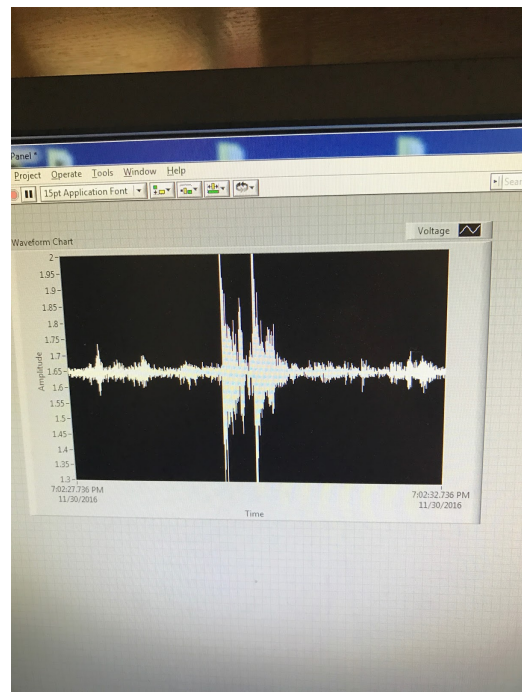 Panel *
Project Operate Tools Window Help
15pt Application Font
Sear
Voltage
Waveform Chart
2
1.95
1.9
1.85
1.8
1.75
1.7
1.65
1.6
1.55
1.5
1.45
1.4
1.35
1.3
Amplitude
7:02:27.736 PM
11/30/2016
7:02:32.736 PM
11/30/2016
Time